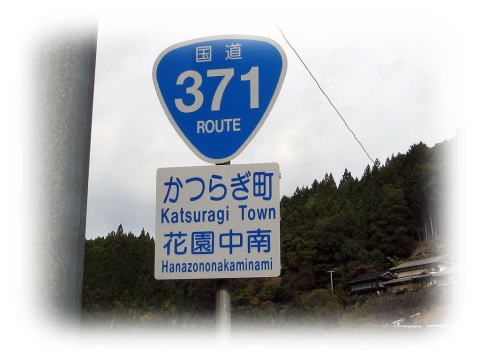 国道
371
ROUTE
かつらぎ町
Katsuragi Town
花園中南
Hanazononakaminami